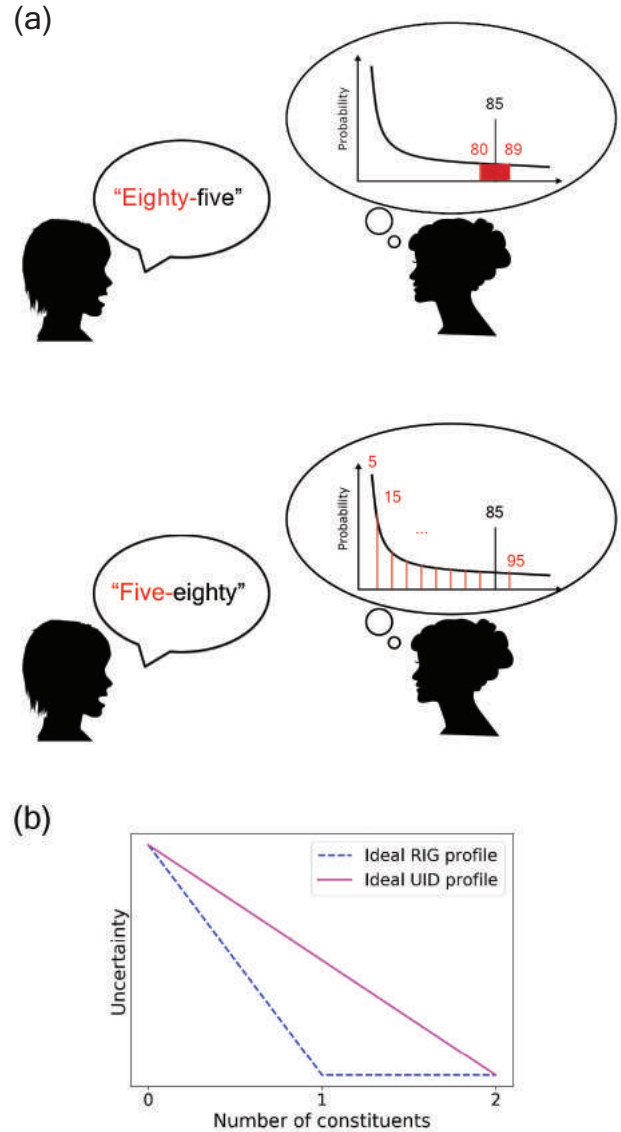 (a)
85
80 89
Probability
“Eighty-five”
5
15
...
85
95
Probability
“Five-eighty”
(b)
Ideal RIG profile
Ideal UID profile
Uncertainty
0 1 2
Number of constituents